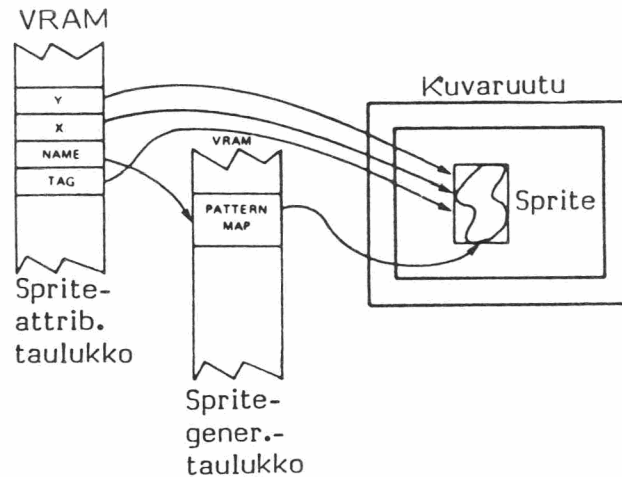 VRAM
Y
X
NAME
TAG
Sprite-
attrib.
taulukko
VRAM
PATTERN
MAP
Sprite-
gener.-
taulukko
Kuvaruutu
Sprite